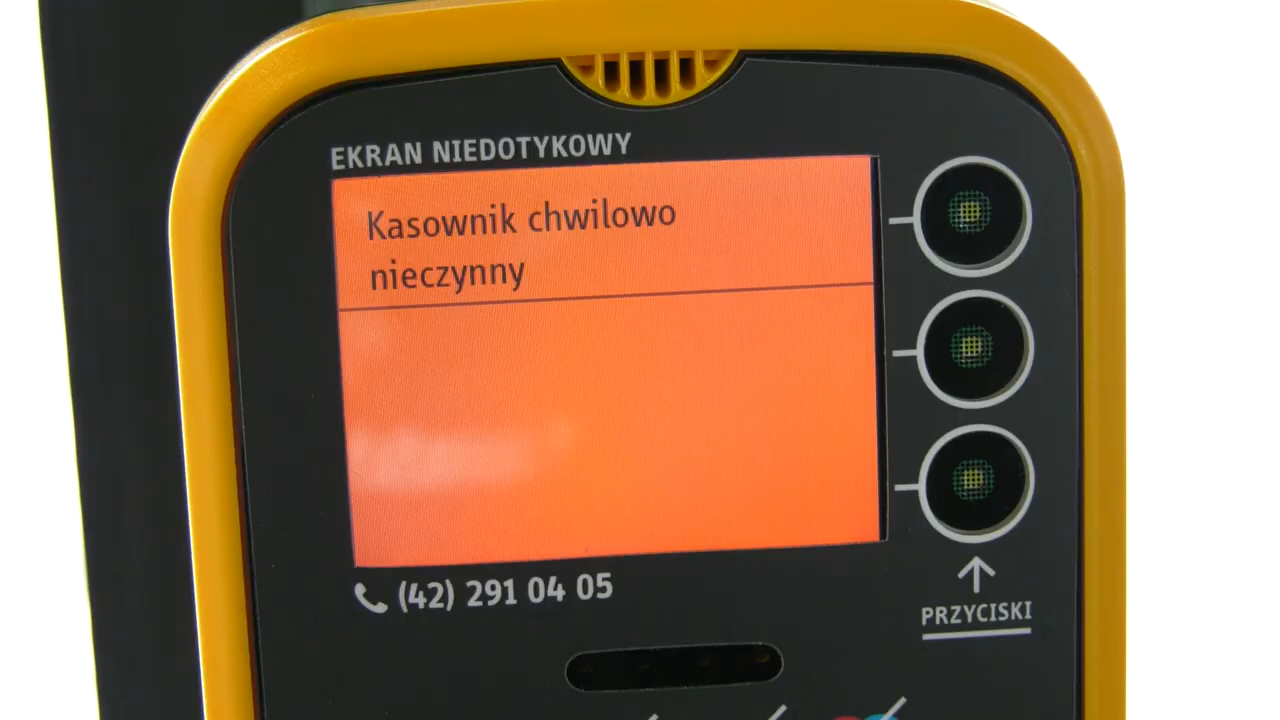 EKRAN NIEDOTYKOWY
Kasownik chwilowo
nieczynny
(42) 291 04 05
PRZYCISKI